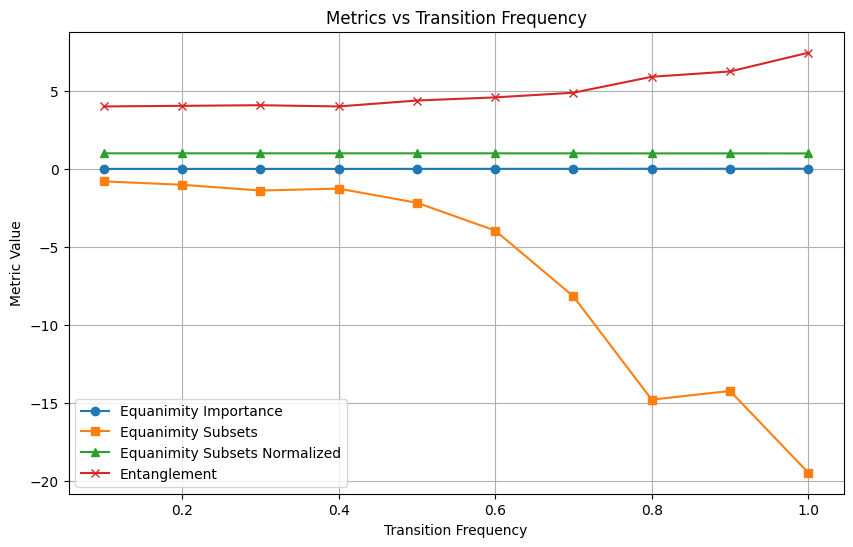 Metrics vs Transition Frequency
Metric Value
5
0
−5
−10
−15
−20
Equanimity Importance
Equanimity Subsets
Equanimity Subsets Normalized
Entanglement
0.2 0.4 0.6 0.8 1.0
Transition Frequency